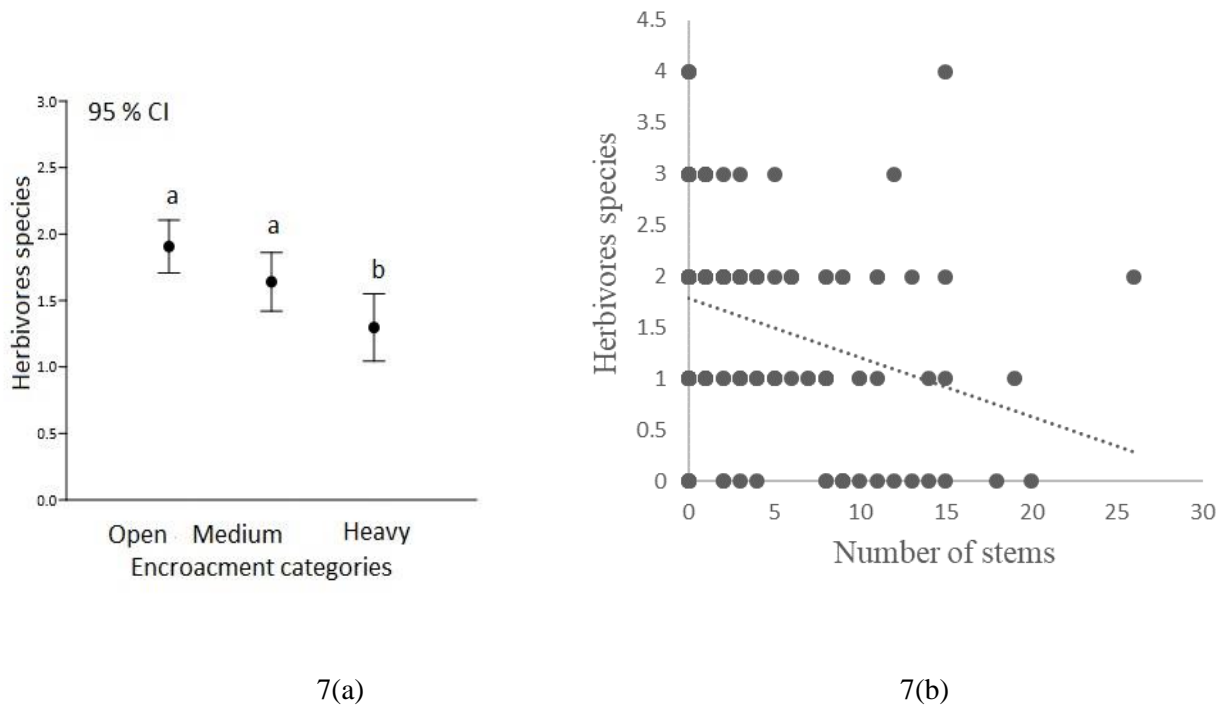 95 % CI
Herbivores species
3.0
2.5
2.0
1.5
1.0
0.5
0.0
a
a
b
Open Medium Heavy
Encroacment categories
7(a)
Herbivores species
4.5
4
3.5
3
2.5
2
1.5
1
0.5
0
0 5 10 15 20 25 30
Number of stems
7(b)